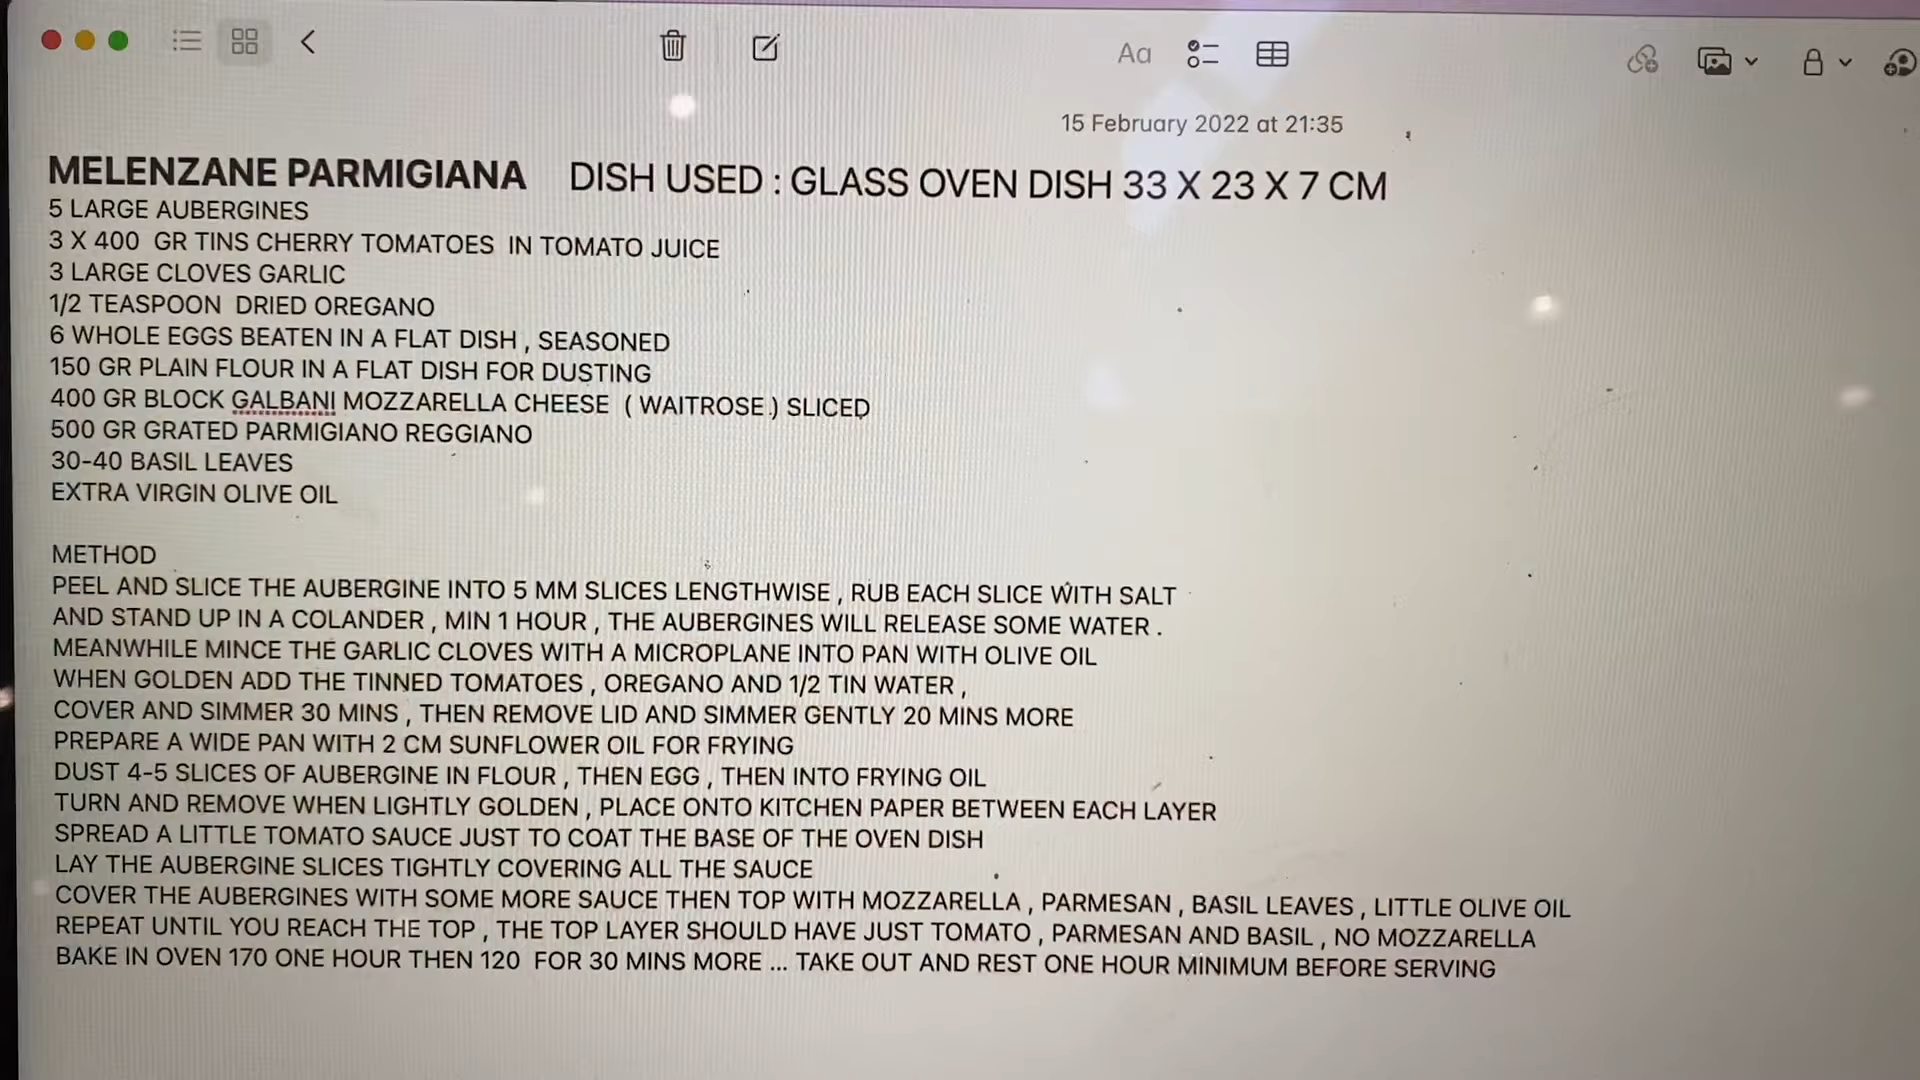 Aa
15 February 2022 at 21:35
MELENZANE PARMIGIANA DISH USED : GLASS OVEN DISH 33 X 23 X 7 CM
5 LARGE AUBERGINES
3 X 400 GR TINS CHERRY TOMATOES IN TOMATO JUICE
3 LARGE CLOVES GARLIC
1/2 TEASPOON DRIED OREGANO
6 WHOLE EGGS BEATEN IN A FLAT DISH , SEASONED
150 GR PLAIN FLOUR IN A FLAT DISH FOR DUSTING
400 GR BLOCK GALBANI MOZZARELLA CHEESE ( WAITROSE ) SLICED
500 GR GRATED PARMIGIANO REGGIANO
30-40 BASIL LEAVES
EXTRA VIRGIN OLIVE OIL
METHOD
PEEL AND SLICE THE AUBERGINE INTO 5 MM SLICES LENGTHWISE , RUB EACH SLICE WITH SALT
AND STAND UP IN A COLANDER , MIN 1 HOUR , THE AUBERGINES WILL RELEASE SOME WATER .
MEANWHILE MINCE THE GARLIC CLOVES WITH A MICROPLANE INTO PAN WITH OLIVE OIL
WHEN GOLDEN ADD THE TINNED TOMATOES , OREGANO AND 1/2 TIN WATER ,
COVER AND SIMMER 30 MINS , THEN REMOVE LID AND SIMMER GENTLY 20 MINS MORE
PREPARE A WIDE PAN WITH 2 CM SUNFLOWER OIL FOR FRYING
DUST 4-5 SLICES OF AUBERGINE IN FLOUR , THEN EGG , THEN INTO FRYING OIL
TURN AND REMOVE WHEN LIGHTLY GOLDEN , PLACE ONTO KITCHEN PAPER BETWEEN EACH LAYER
SPREAD A LITTLE TOMATO SAUCE JUST TO COAT THE BASE OF THE OVEN DISH
LAY THE AUBERGINE SLICES TIGHTLY COVERING ALL THE SAUCE
COVER THE AUBERGINES WITH SOME MORE SAUCE THEN TOP WITH MOZZARELLA , PARMESAN , BASIL LEAVES , LITTLE OLIVE OIL
REPEAT UNTIL YOU REACH THE TOP , THE TOP LAYER SHOULD HAVE JUST TOMATO , PARMESAN AND BASIL , NO MOZZARELLA
BAKE IN OVEN 170 ONE HOUR THEN 120 FOR 30 MINS MORE ... TAKE OUT AND REST ONE HOUR MINIMUM BEFORE SERVING